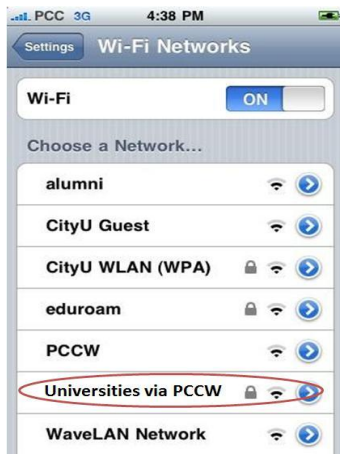 PCC 3G 4:38 PM
Settings Wi-Fi Networks
Wi-Fi ON
Choose a Network...
alumni
CityU Guest
CityU WLAN (WPA)
eduroam
PCCW
Universities via PCCW
WaveLAN Network